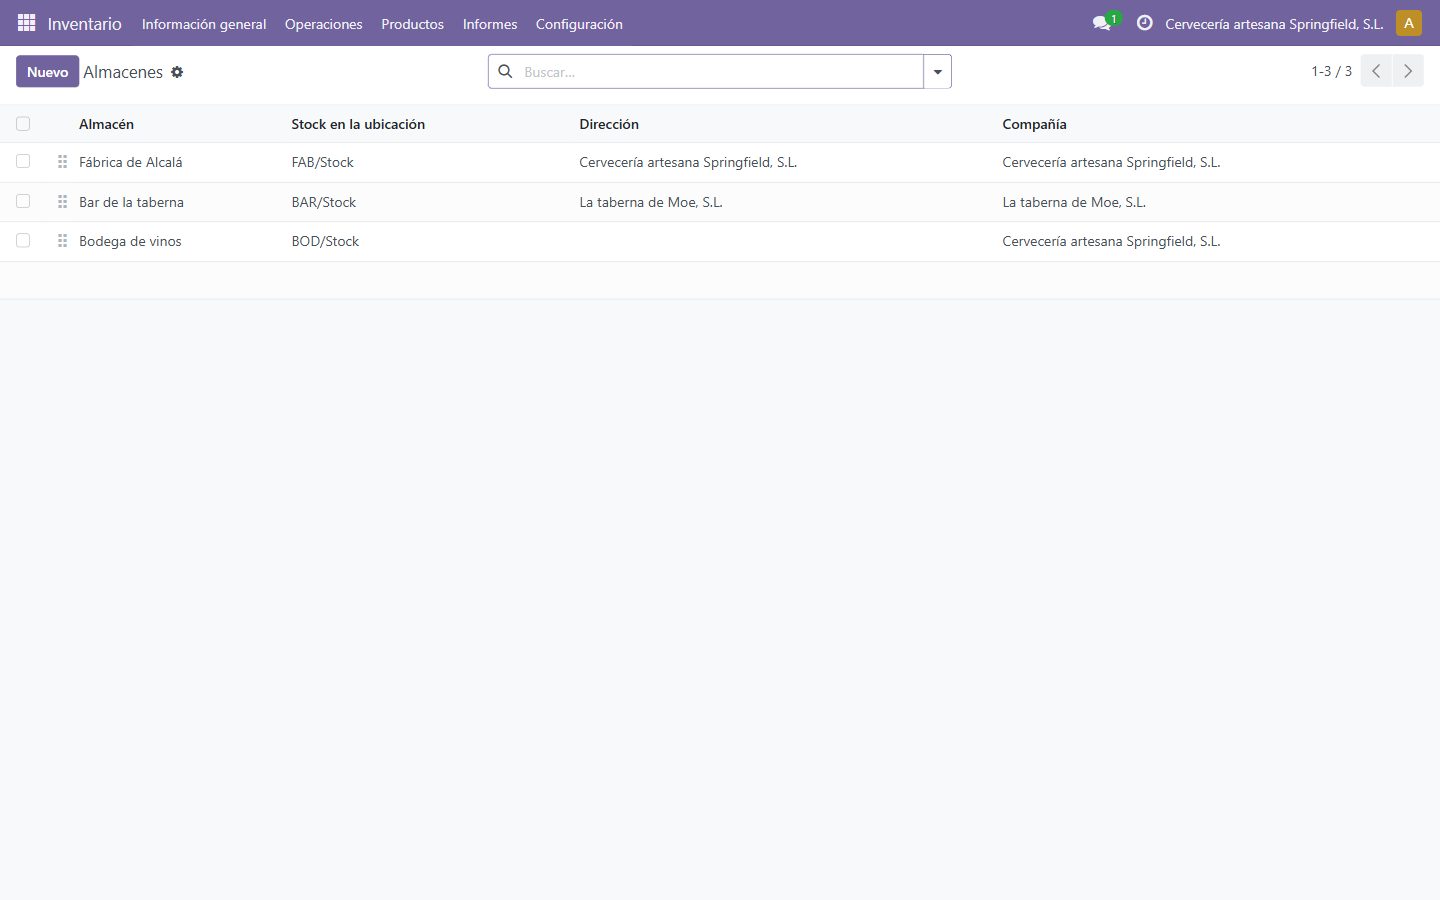 Inventario Información general Operaciones Productos Informes Configuración 1 Cervecería artesana Springfield, S.L. A
Nuevo Almacenes Buscar... 1-3 / 3
Almacén Stock en la ubicación Dirección Compañía
Fábrica de Alcalá FAB/Stock Cervecería artesana Springfield, S.L. Cervecería artesana Springfield, S.L.
Bar de la taberna BAR/Stock La taberna de Moe, S.L. La taberna de Moe, S.L.
Bodega de vinos BOD/Stock Cervecería artesana Springfield, S.L.